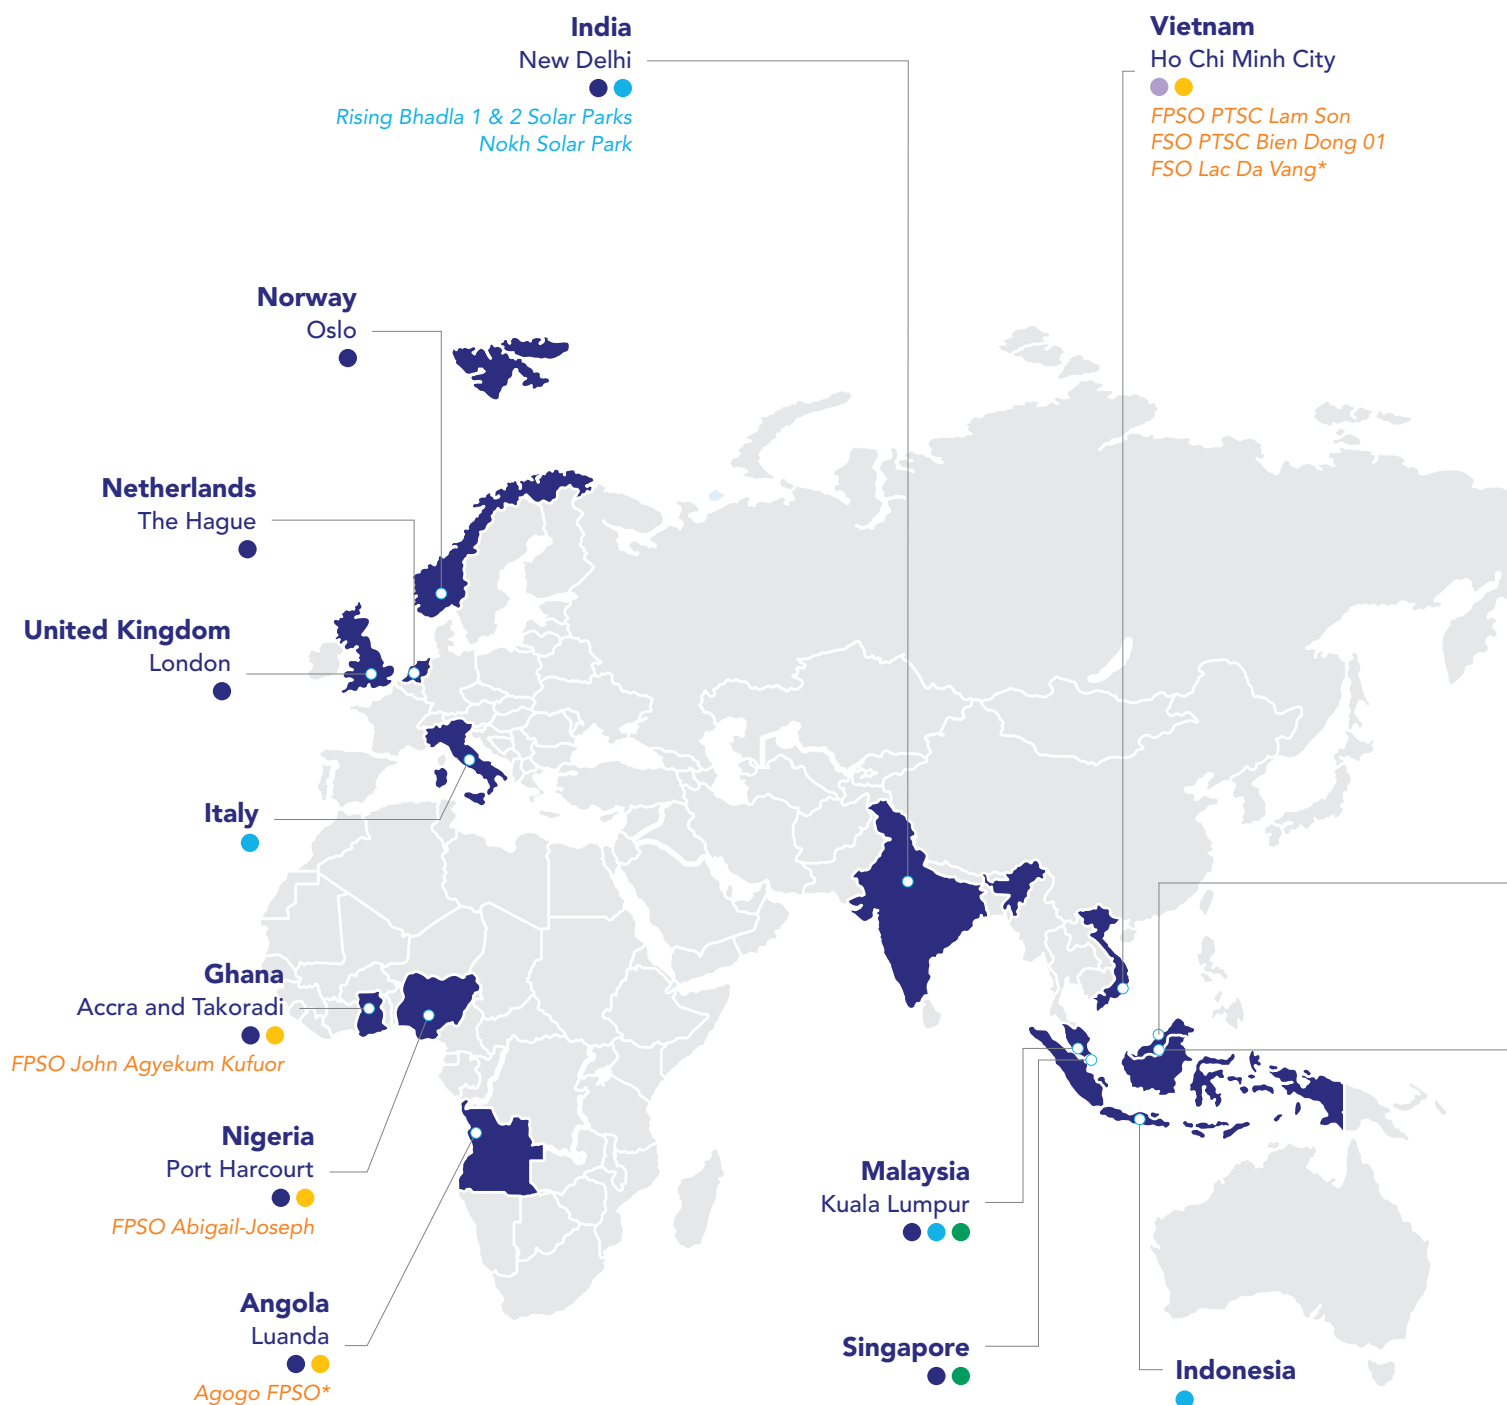 India
New Delhi
Rising Bhadla 1 & 2 Solar Parks
Nokh Solar Park
Vietnam
Ho Chi Minh City
FPSO PTSC Lam Son
FSO PTSC Bien Dong 01
FSO Lac Da Vang*
Norway
Oslo
Netherlands
The Hague
United Kingdom
London
Italy
Ghana
Accra and Takoradi
FPSO John Agyekum Kufuor
Nigeria
Port Harcourt
FPSO Abigail-Joseph
Angola
Luanda
Agogo FPSO*
Malaysia
Kuala Lumpur
Singapore
Indonesia